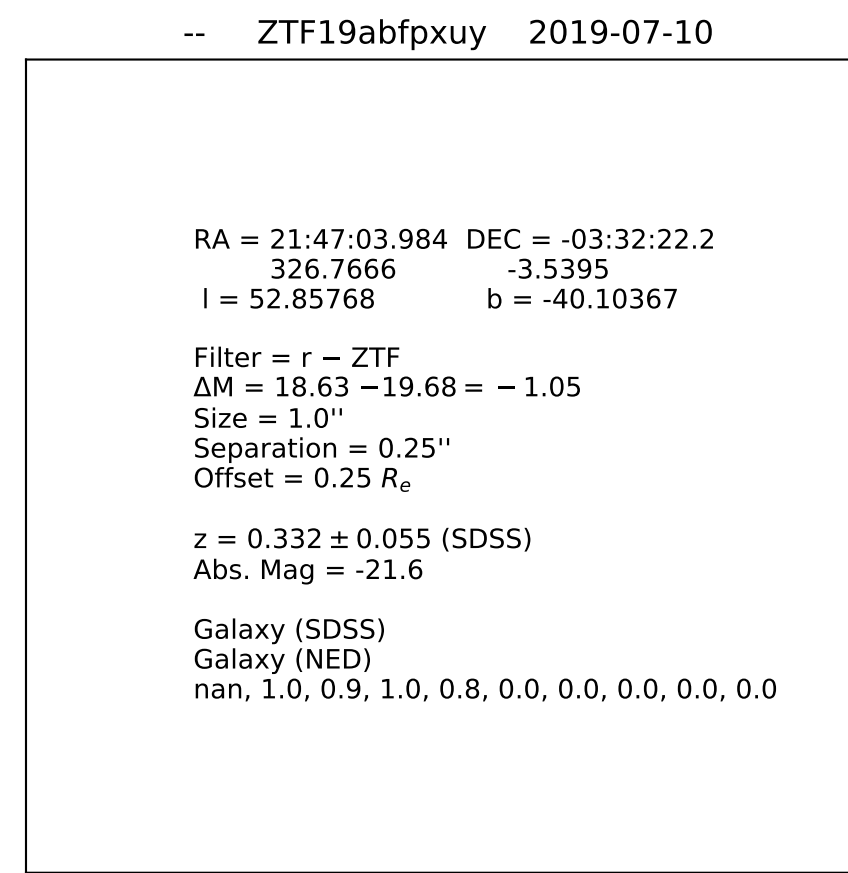 -- ZTF19abfpxuy 2019-07-10
RA = 21:47:03.984 DEC = -03:32:22.2
326.7666 -3.5395
l = 52.85768 b = -40.10367
Filter = r − ZTF
ΔM = 18.63 −19.68 = − 1.05
Size = 1.0''
Separation = 0.25''
Offset = 0.25 Rₑ
z = 0.332 ± 0.055 (SDSS)
Abs. Mag = -21.6
Galaxy (SDSS)
Galaxy (NED)
nan, 1.0, 0.9, 1.0, 0.8, 0.0, 0.0, 0.0, 0.0, 0.0